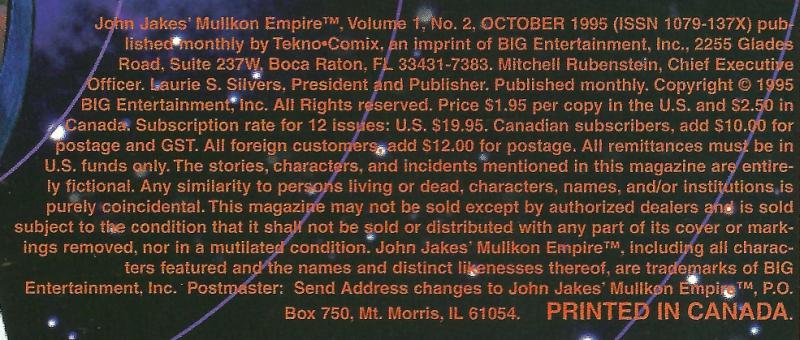 John Jakes' Mullkon Empire™, Volume 1, No. 2, OCTOBER 1995 (ISSN 1079-137X) pub-
lished monthly by Tekno•Comix, an imprint of BIG Entertainment, Inc., 2255 Glades
Road, Suite 237W, Boca Raton, FL 33431-7383. Mitchell Rubenstein, Chief Executive
Officer. Laurie S. Silvers, President and Publisher. Published monthly. Copyright © 1995
BIG Entertainment, Inc. All Rights reserved. Price $1.95 per copy in the U.S. and $2.50 in
Canada. Subscription rate for 12 issues: U.S. $19.95. Canadian subscribers, add $10.00 for
postage and GST. All foreign customers, add $12.00 for postage. All remittances must be in
U.S. funds only. The stories, characters, and incidents mentioned in this magazine are entire-
ly fictional. Any similarity to persons living or dead, characters, names, and/or institutions is
purely coincidental. This magazine may not be sold except by authorized dealers and is sold
subject to the condition that it shall not be sold or distributed with any part of its cover or mark-
ings removed, nor in a mutilated condition. John Jakes' Mullkon Empire™, including all charac-
ters featured and the names and distinct likenesses thereof, are trademarks of BIG
Entertainment, Inc. Postmaster: Send Address changes to John Jakes' Mullkon Empire™, P.O.
Box 750, Mt. Morris, IL 61054. PRINTED IN CANADA.